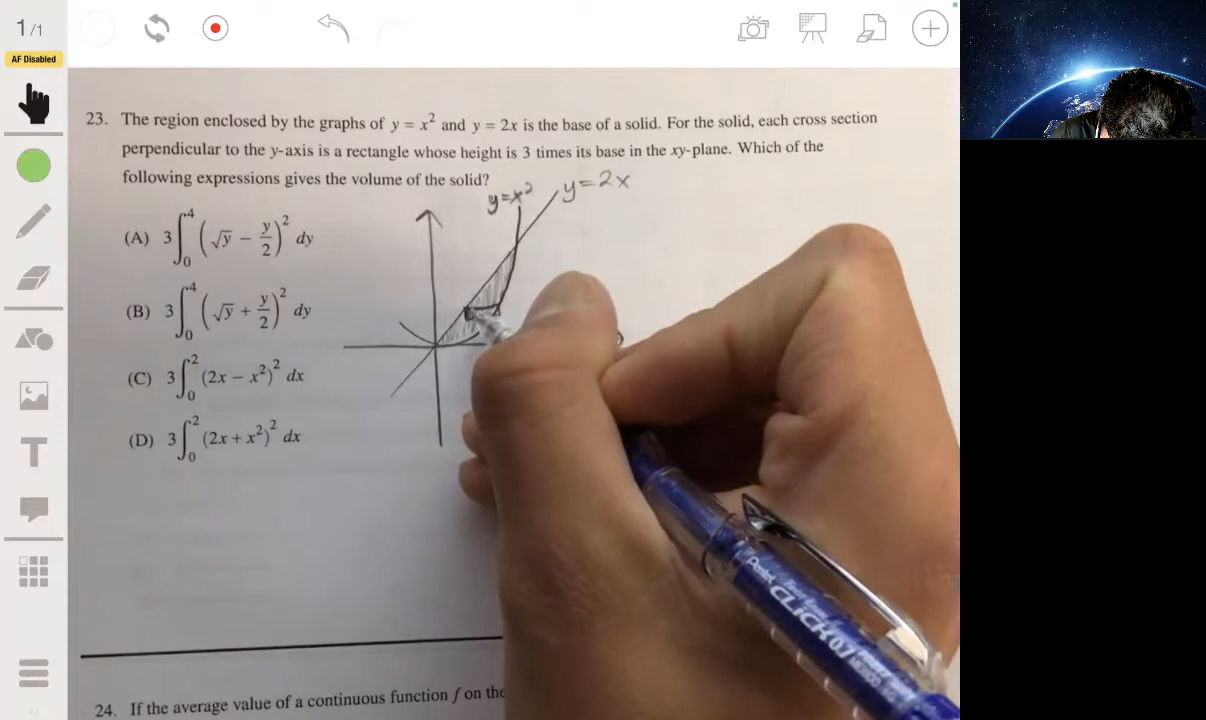 1/1
AF Disabled
23. The region enclosed by the graphs of y = x² and y = 2x is the base of a solid. For the solid, each cross section
perpendicular to the y-axis is a rectangle whose height is 3 times its base in the xy-plane. Which of the
following expressions gives the volume of the solid?
y=x² y=2x
(A) 3∫₀⁴ (√y − y/2)² dy
(B) 3∫₀⁴ (√y + y/2)² dy
(C) 3∫₀² (2x − x²)² dx
(D) 3∫₀² (2x + x²)² dx
T
Pentel CLiCK 0.7 MEXICO
24. If the average value of a continuous function f on the